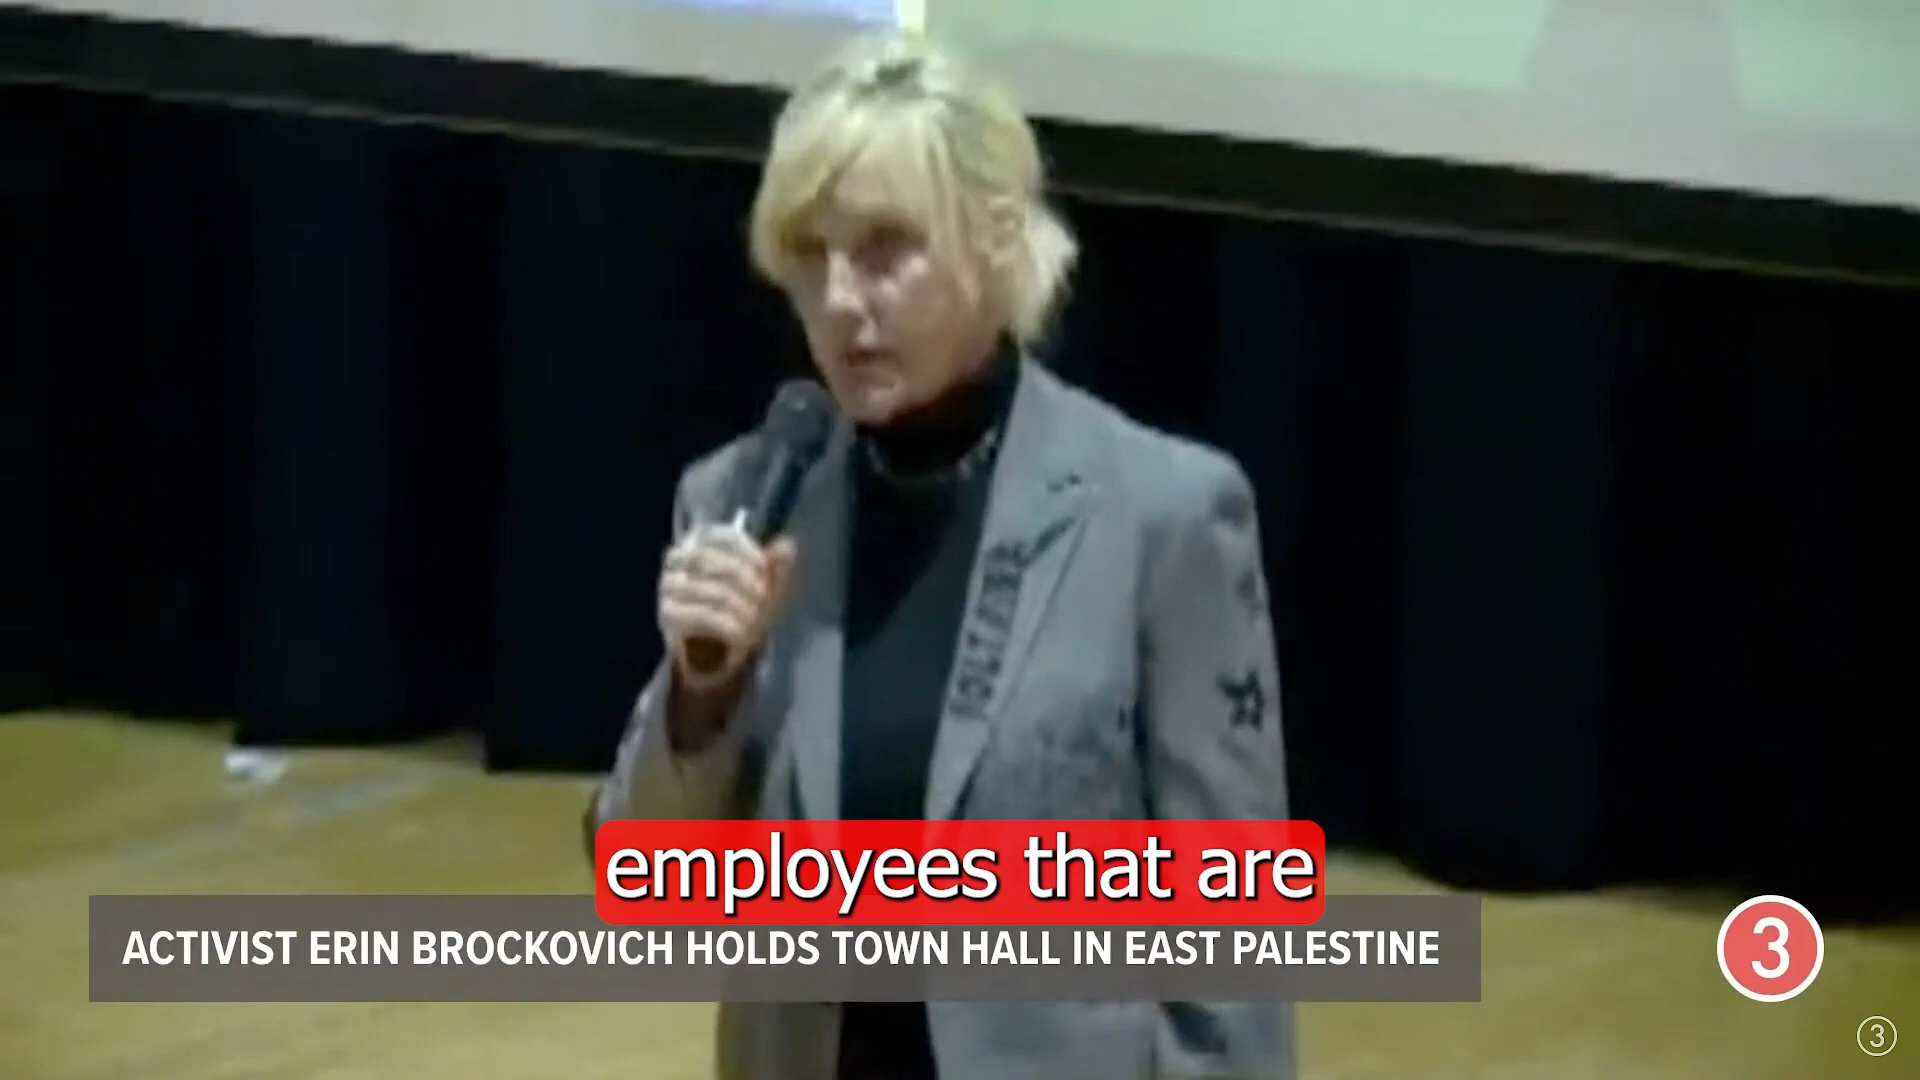 employees that are
ACTIVIST ERIN BROCKOVICH HOLDS TOWN HALL IN EAST PALESTINE
3
3